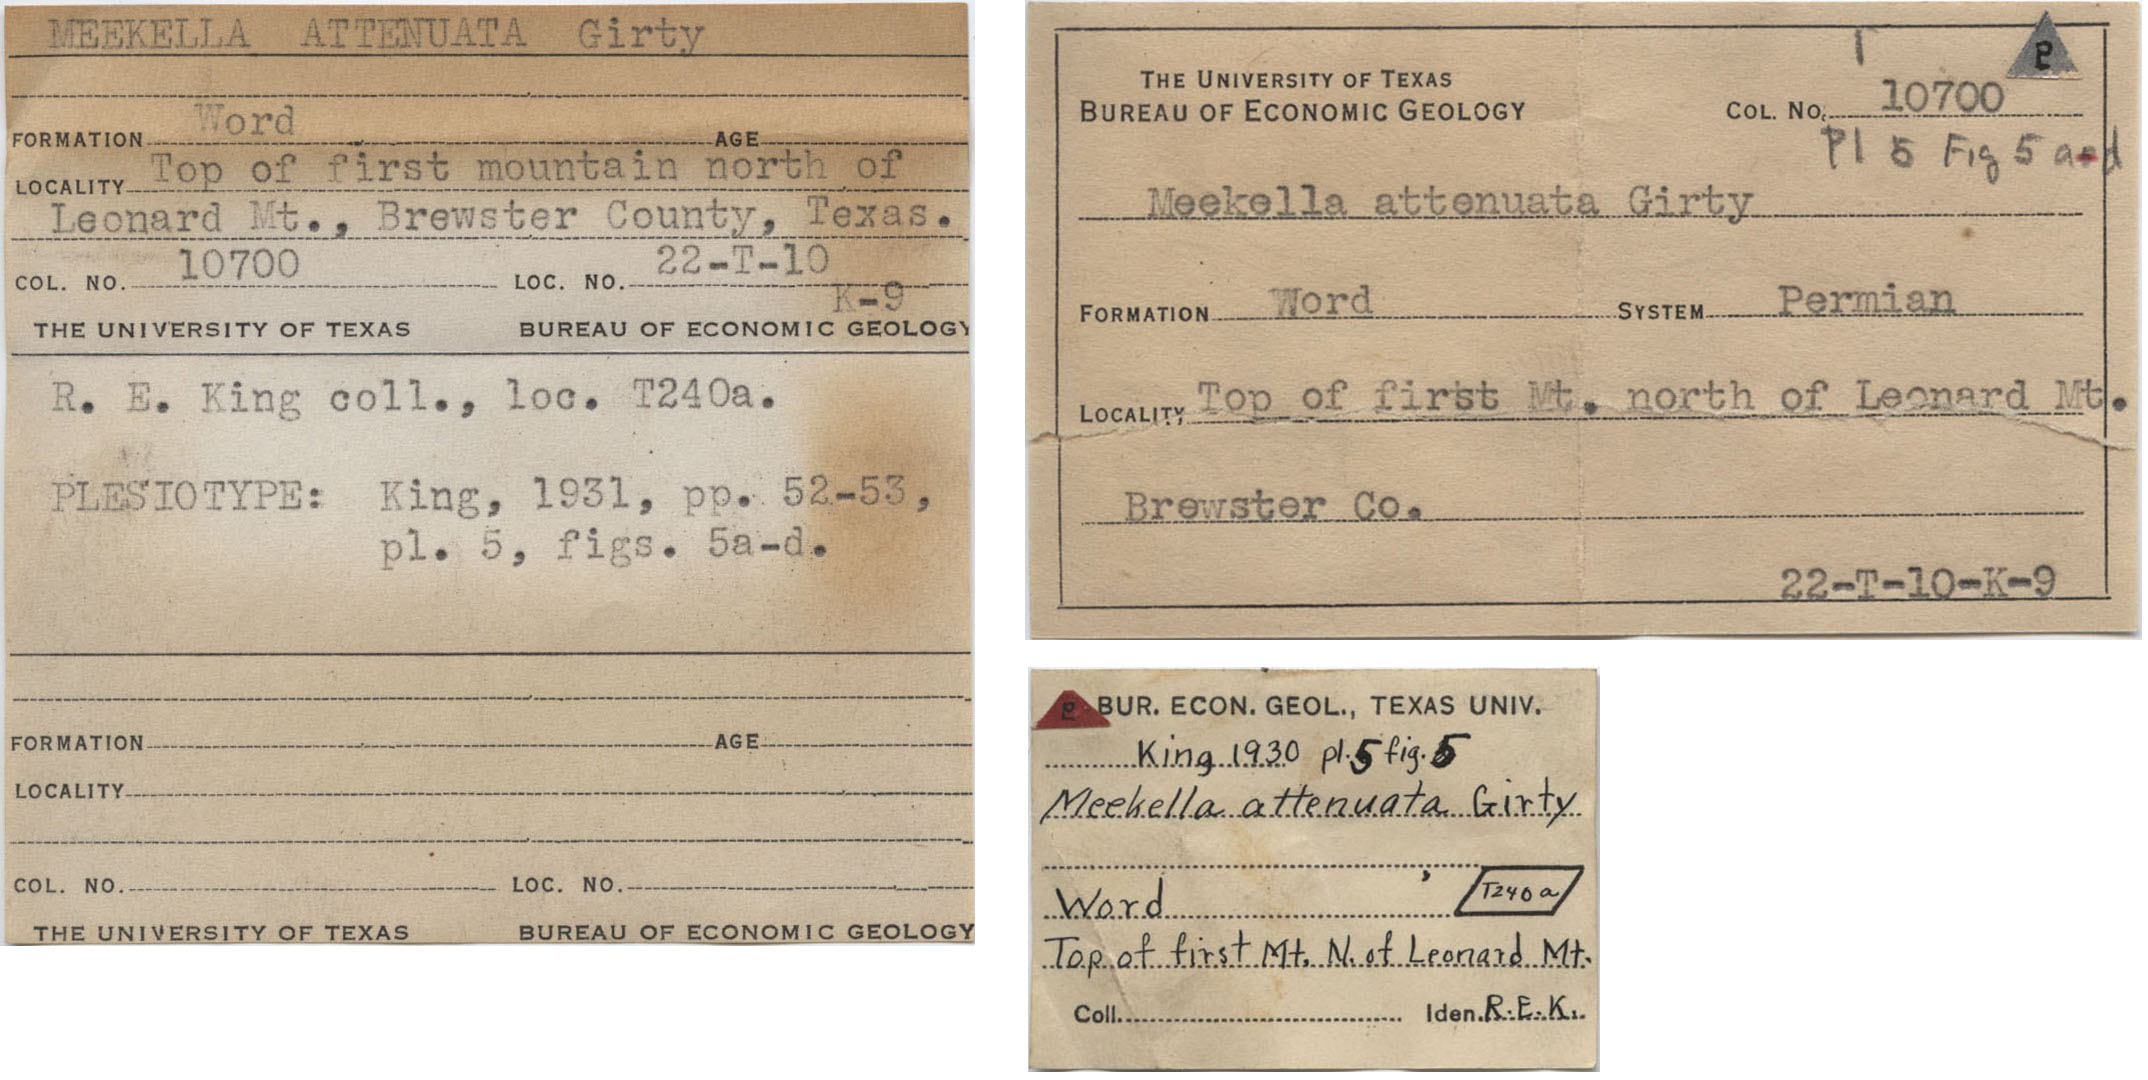 MEEKELLA ATTENUATA Girty
FORMATION Word AGE
LOCALITY Top of first mountain north of
Leonard Mt., Brewster County, Texas.
COL. NO. 10700 LOC. NO. 22-T-10
K-9
THE UNIVERSITY OF TEXAS BUREAU OF ECONOMIC GEOLOGY
R. E. King coll., loc. T240a.
PLESIOTYPE: King, 1931, pp. 52-53,
pl. 5, figs. 5a-d.
FORMATION AGE
LOCALITY
COL. NO. LOC. NO.
THE UNIVERSITY OF TEXAS BUREAU OF ECONOMIC GEOLOGY
THE UNIVERSITY OF TEXAS
BUREAU OF ECONOMIC GEOLOGY COL. NO. 10700
Pl 5 Fig 5 a-d
Meekella attenuata Girty
FORMATION Word SYSTEM Permian
LOCALITY Top of first Mt. north of Leonard Mt.
Brewster Co.
22-T-10-K-9
BUR. ECON. GEOL., TEXAS UNIV.
King 1930 pl. 5 fig. 5
Meekella attenuata Girty
Word T240a
Top of first Mt. N. of Leonard Mt.
Coll. Iden. R.E.K.